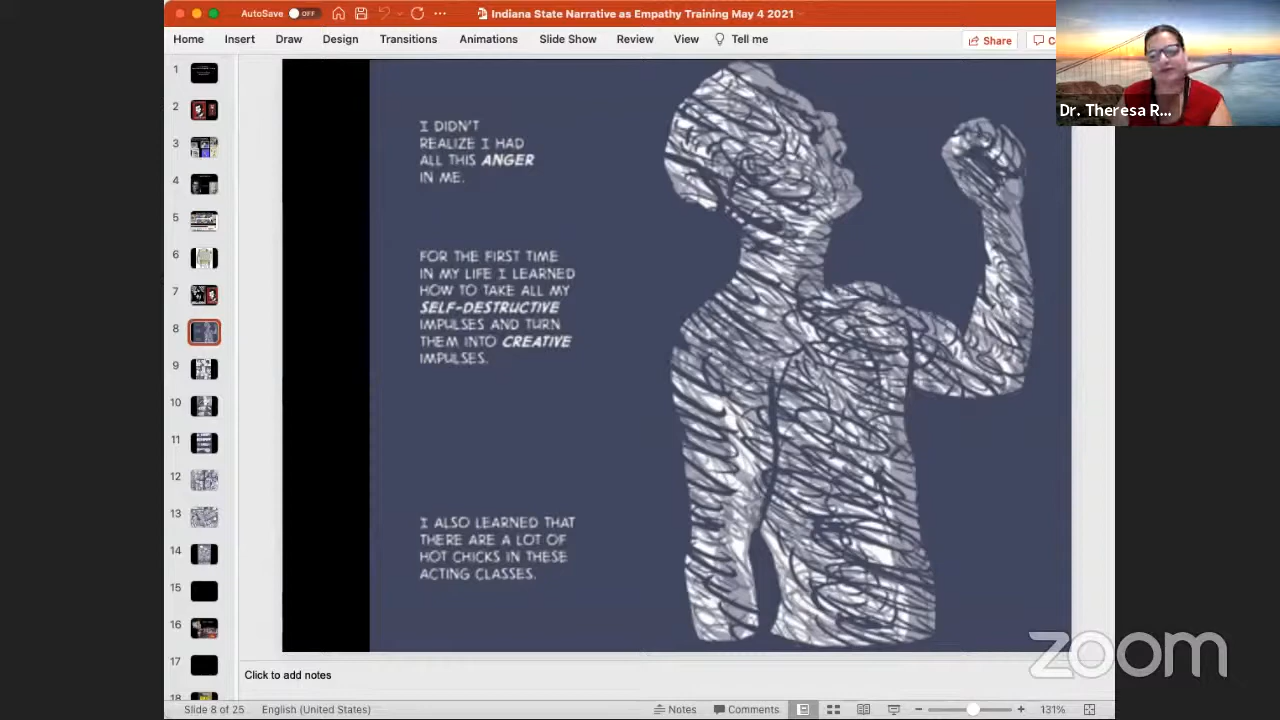 AutoSave
OFF
Indiana State Narrative as Empathy Training May 4 2021
Home
Insert
Draw
Design
Transitions
Animations
Slide Show
Review
View
Tell me
Share
C
Dr. Theresa R...
1
2
3
4
5
6
7
8
9
10
11
12
13
14
15
16
17
18
I DIDN'T
REALIZE I HAD
ALL THIS ANGER
IN ME.
FOR THE FIRST TIME
IN MY LIFE I LEARNED
HOW TO TAKE ALL MY
SELF-DESTRUCTIVE
IMPULSES AND TURN
THEM INTO CREATIVE
IMPULSES.
I ALSO LEARNED THAT
THERE ARE A LOT OF
HOT CHICKS IN THESE
ACTING CLASSES.
zoom
Click to add notes
Slide 8 of 25
English (United States)
Notes
Comments
131%